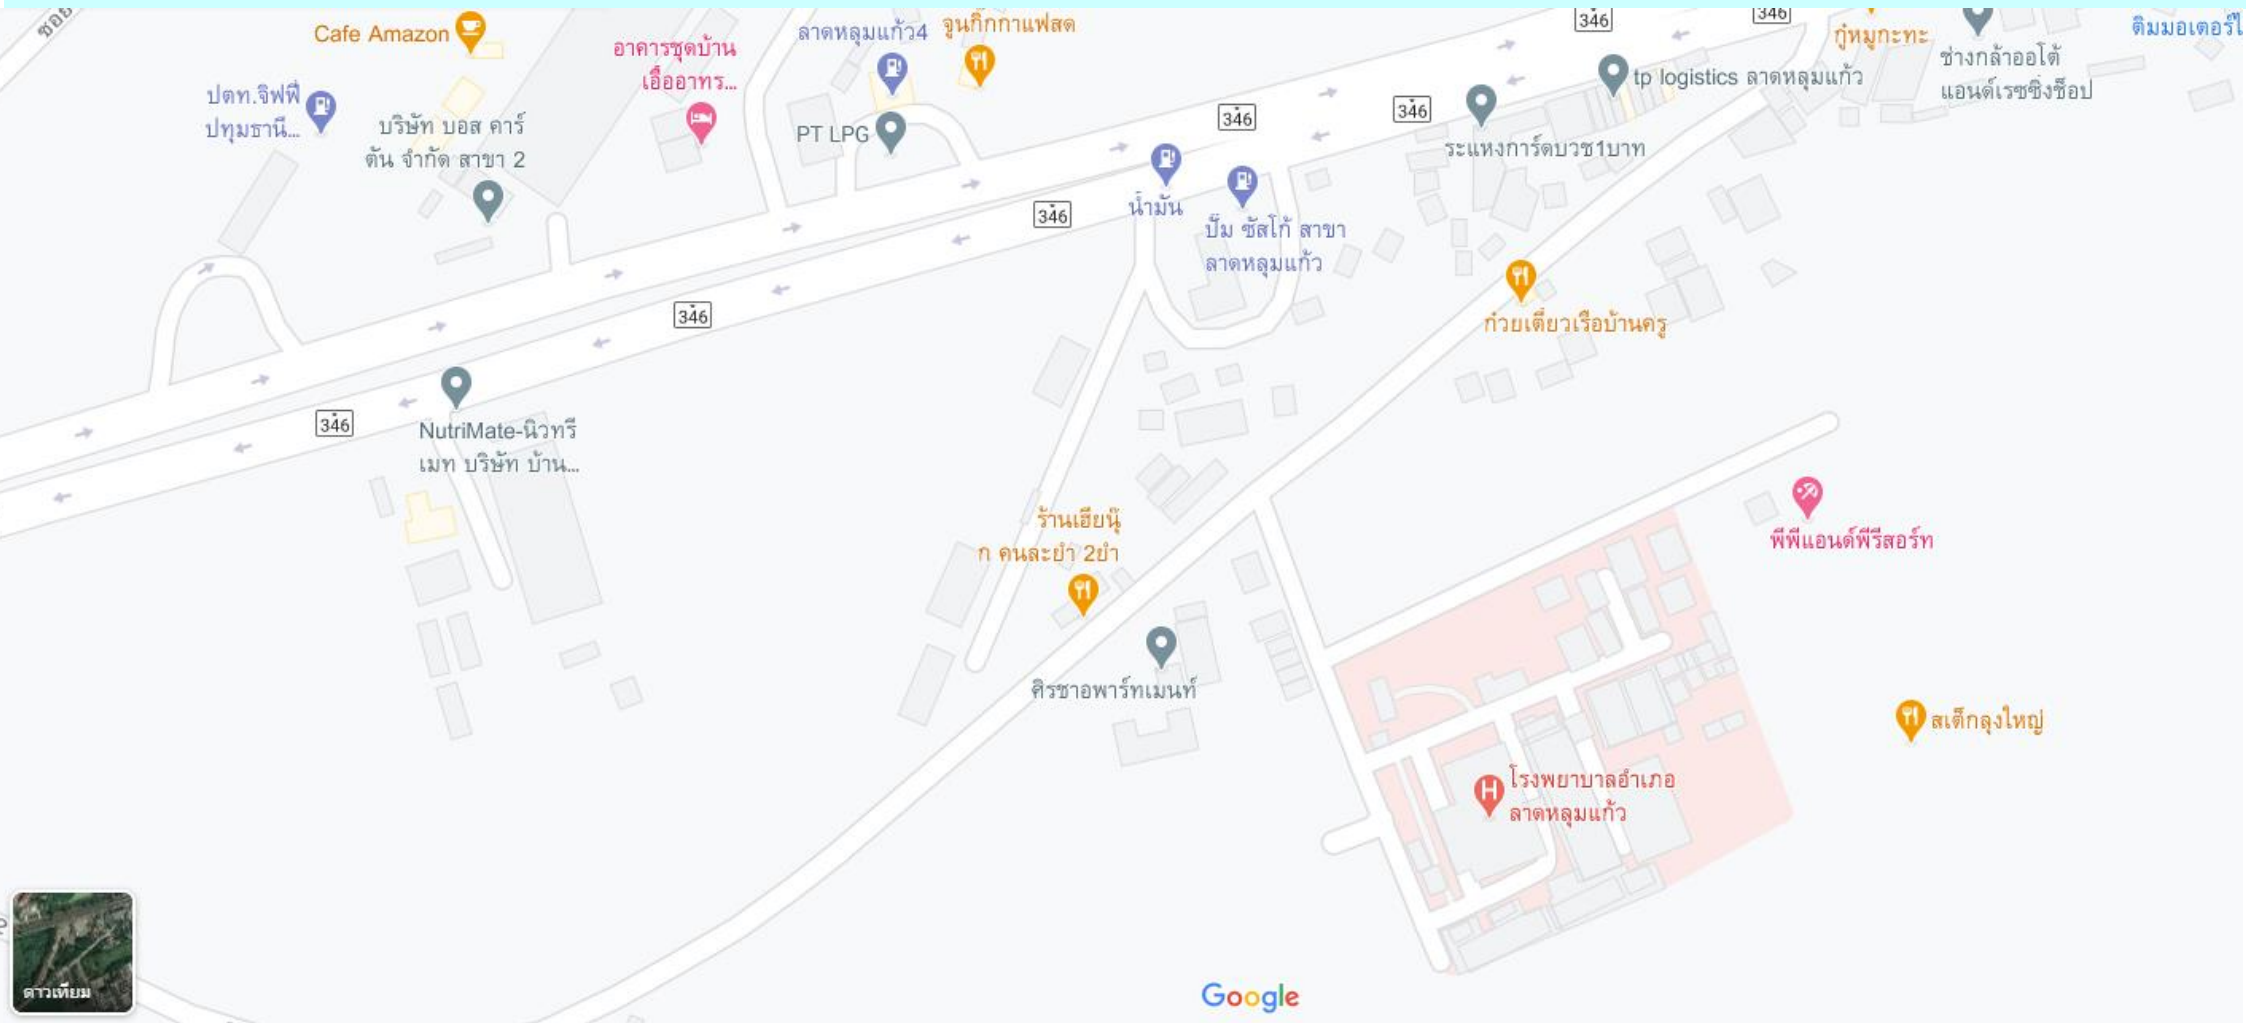 ซอย
Cafe Amazon
อาคารชุดบ้าน
เอื้ออาทร...
ลาดหลุมแก้ว4
จูนกิ๊กกาแฟสด
346
346
กู๋หมูกะทะ
ช่างกล้าออโต้
แอนด์เรซซิ่งช็อป
ติมมอเตอร์ไ
ปตท.จิฟฟี่
ปทุมธานี...
บริษัท บอส คาร์
ตัน จำกัด สาขา 2
PT LPG
346
346
tp logistics ลาดหลุมแก้ว
ระแหงการ์ดบวช1บาท
346
น้ำมัน
ปั๊ม ซัสโก้ สาขา
ลาดหลุมแก้ว
346
ก๋วยเตี๋ยวเรือบ้านครู
346
NutriMate-นิวทรี
เมท บริษัท บ้าน...
ร้านเฮียนุ๊
ก คนละยำ 2ยำ
พีพีแอนด์พีรีสอร์ท
ศิรชาอพาร์ทเมนท์
สเต็กลุงใหญ่
H
โรงพยาบาลอำเภอ
ลาดหลุมแก้ว
ดาวเทียม
Google